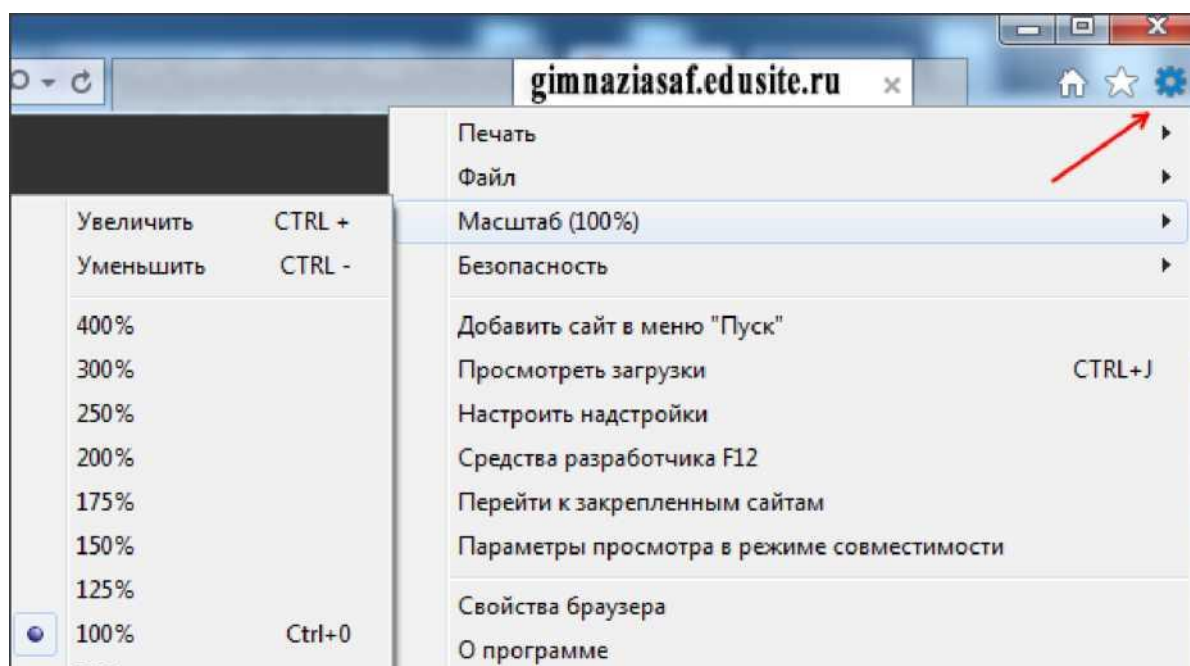 gimnaziasaf.edusite.ru
Печать
Файл
Масштаб (100%)
Безопасность
Добавить сайт в меню "Пуск"
Просмотреть загрузки CTRL+J
Настроить надстройки
Средства разработчика F12
Перейти к закрепленным сайтам
Параметры просмотра в режиме совместимости
Свойства браузера
О программе
Увеличить CTRL +
Уменьшить CTRL -
400%
300%
250%
200%
175%
150%
125%
100% Ctrl+0